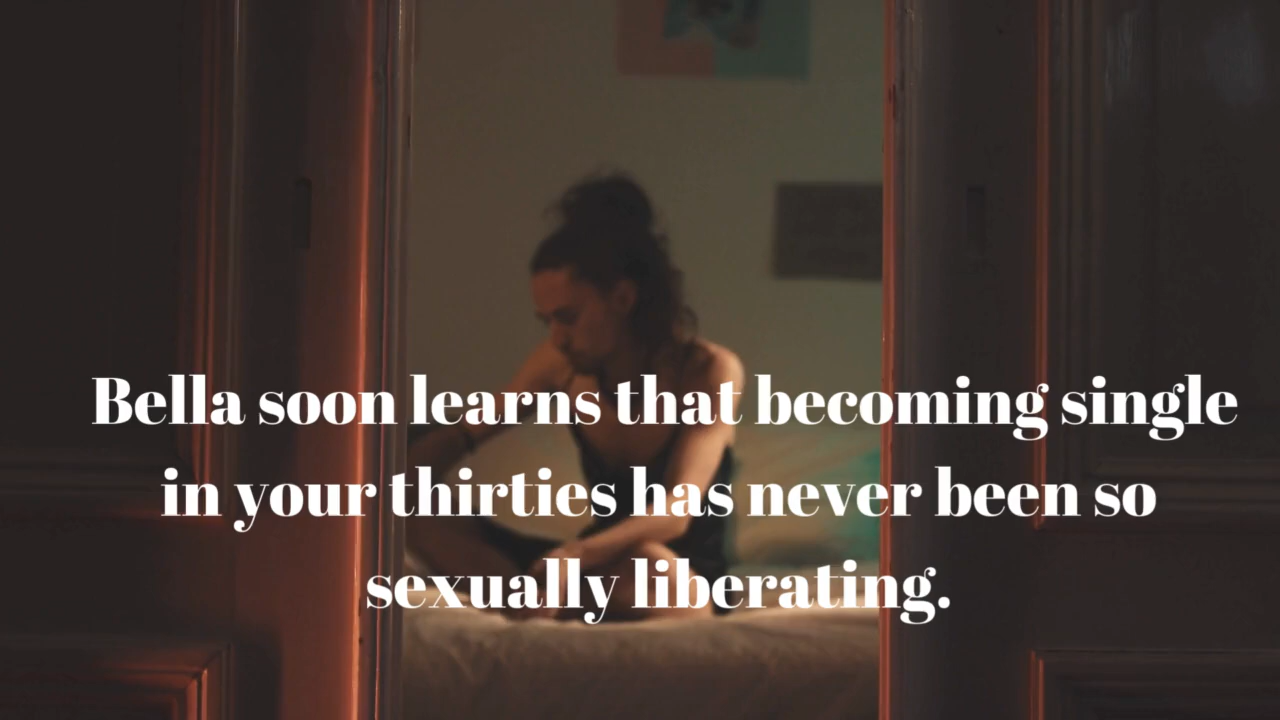 Bella soon learns that becoming single
in your thirties has never been so
sexually liberating.